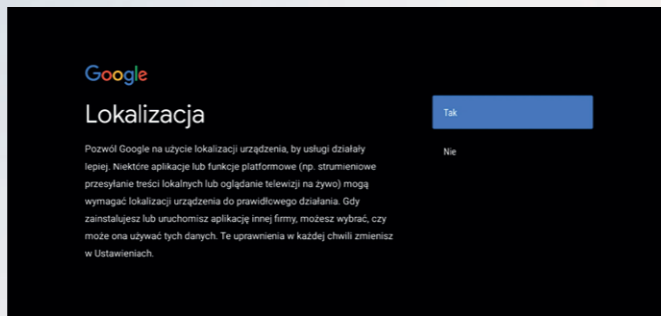 Google
Lokalizacja
Pozwól Google na użycie lokalizacji urządzenia, by usługi działały
lepiej. Niektóre aplikacje lub funkcje platformowe (np. strumieniowe
przesyłanie treści lokalnych lub oglądanie telewizji na żywo) mogą
wymagać lokalizacji urządzenia do prawidłowego działania. Gdy
zainstalujesz lub uruchomisz aplikację innej firmy, możesz wybrać, czy
może ona używać tych danych. Te uprawnienia w każdej chwili zmienisz
w Ustawieniach.
Tak
Nie